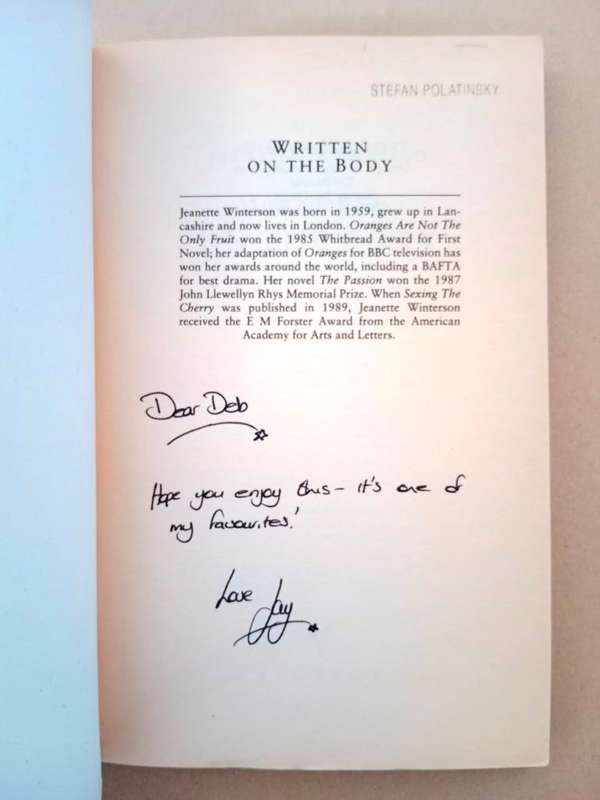 STEFAN POLATINSKY
WRITTEN
ON THE BODY
Jeanette Winterson was born in 1959, grew up in Lan-
cashire and now lives in London. Oranges Are Not The
Only Fruit won the 1985 Whitbread Award for First
Novel; her adaptation of Oranges for BBC television has
won her awards around the world, including a BAFTA
for best drama. Her novel The Passion won the 1987
John Llewellyn Rhys Memorial Prize. When Sexing The
Cherry was published in 1989, Jeanette Winterson
received the E M Forster Award from the American
Academy for Arts and Letters.
Dear Deb
Hope you enjoy this – it's one of
my favourites!
Love Jay